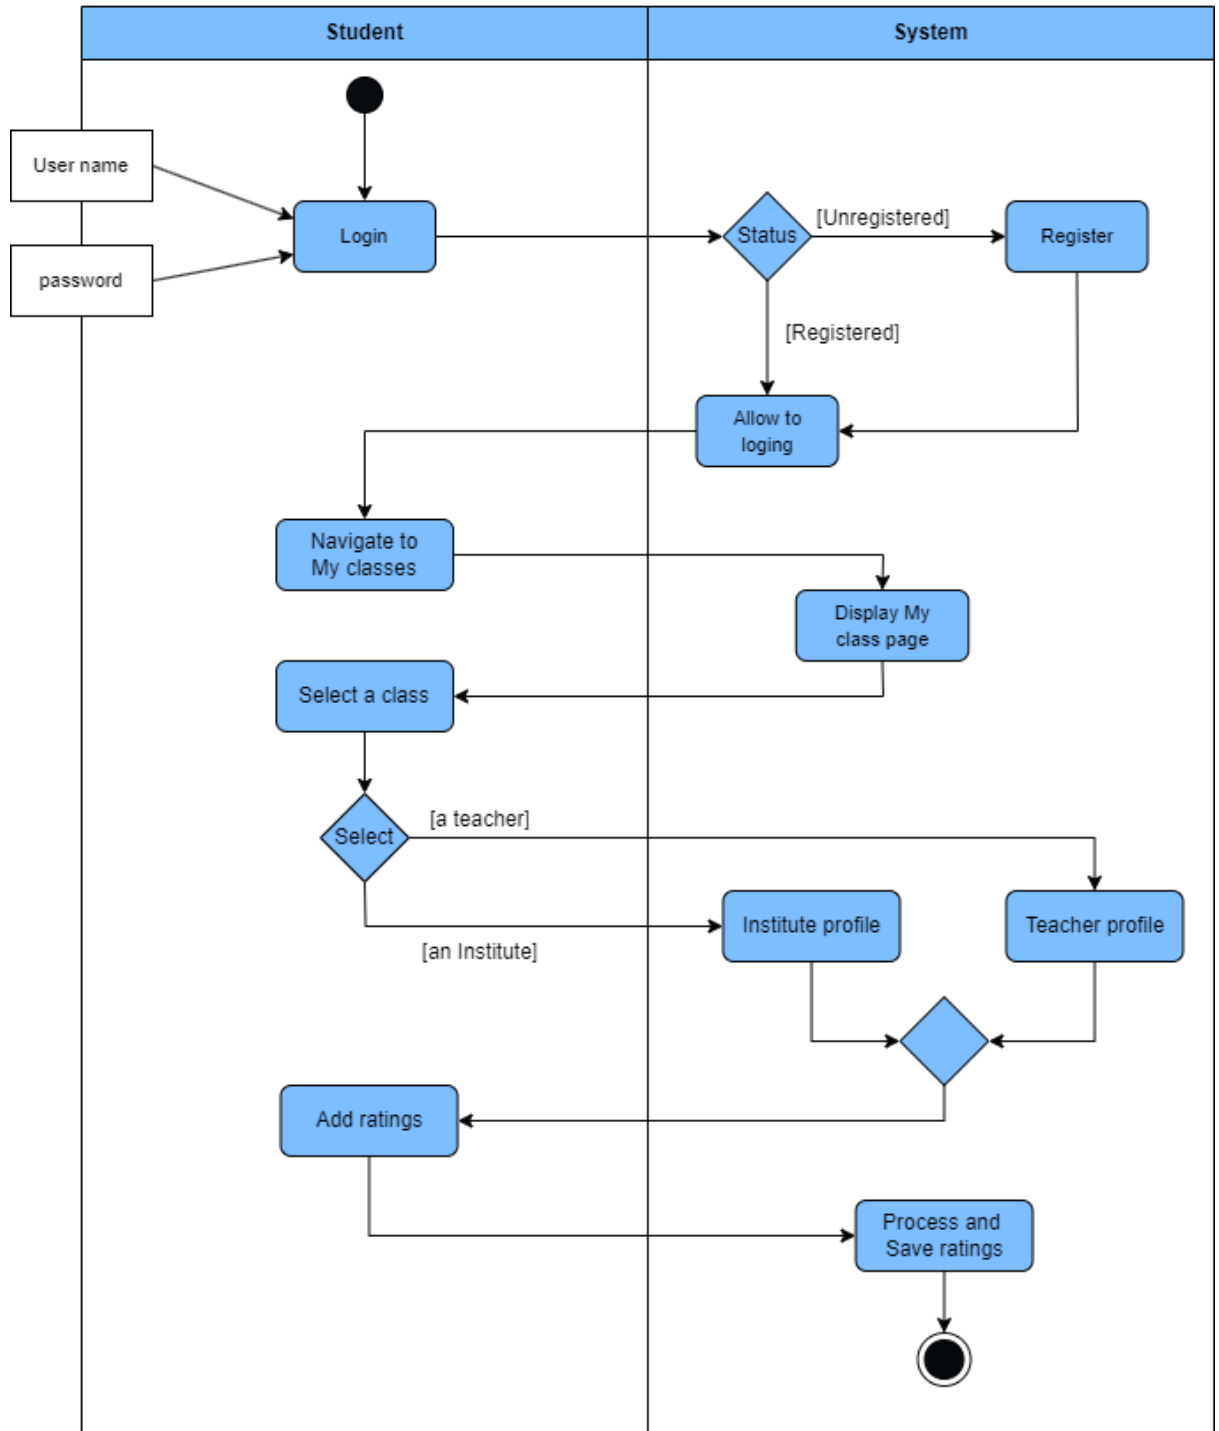 Student
System
User name
password
Login
Status
[Unregistered]
Register
[Registered]
Allow to
loging
Navigate to
My classes
Display My
class page
Select a class
Select
[a teacher]
[an Institute]
Institute profile
Teacher profile
Add ratings
Process and
Save ratings